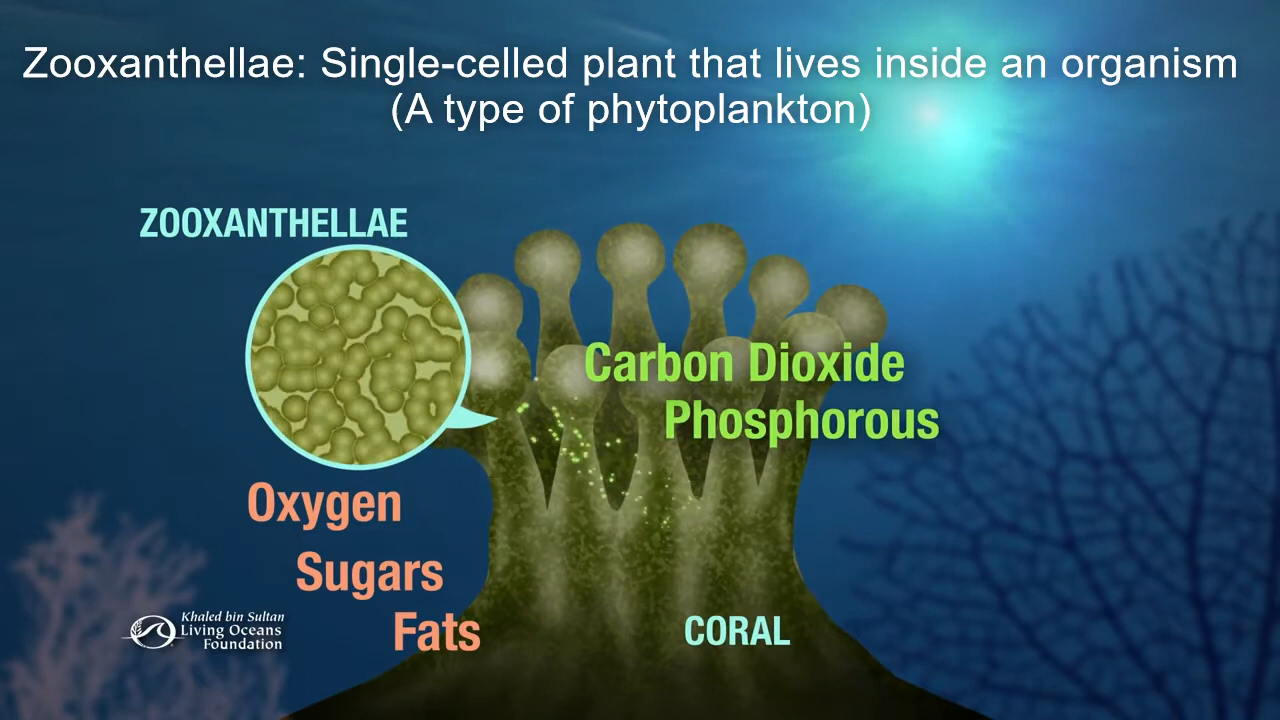 Zooxanthellae: Single-celled plant that lives inside an organism
(A type of phytoplankton)
ZOOXANTHELLAE
Carbon Dioxide
Phosphorous
Oxygen
Sugars
Fats
CORAL
Khaled bin Sultan
Living Oceans
Foundation